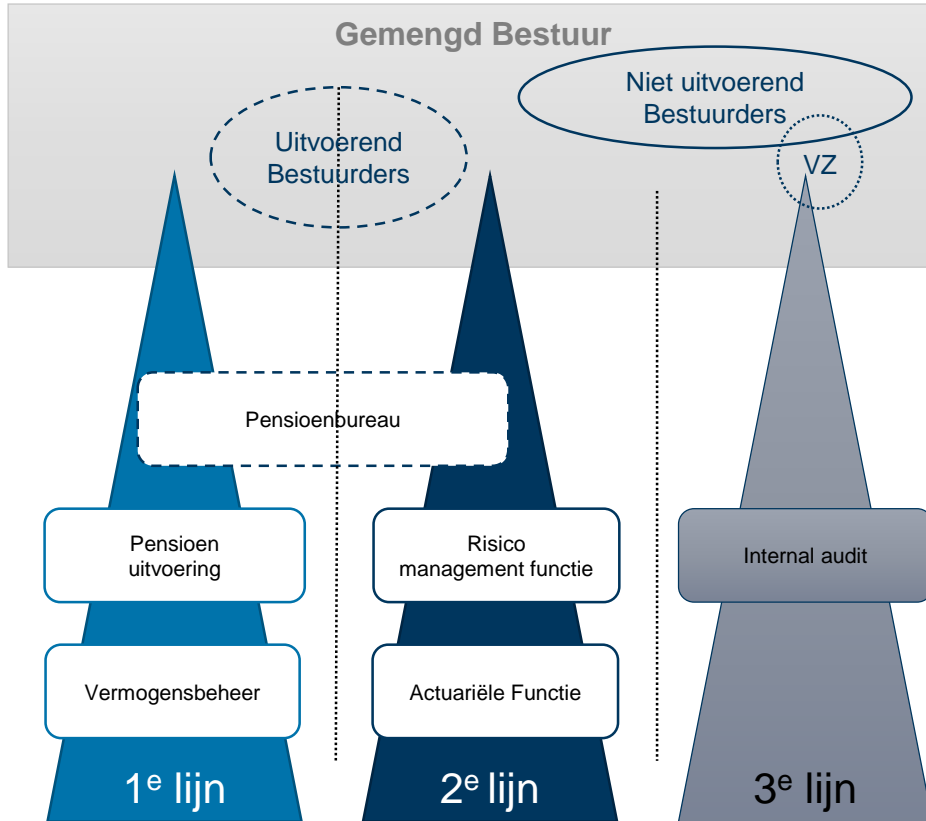 Gemengd Bestuur
Niet uitvoerend
Bestuurders
Uitvoerend
Bestuurders
VZ
Pensioenbureau
Pensioen
uitvoering
Risico
management functie
Internal audit
Vermogensbeheer
Actuariële Functie
1e lijn
2e lijn
3e lijn